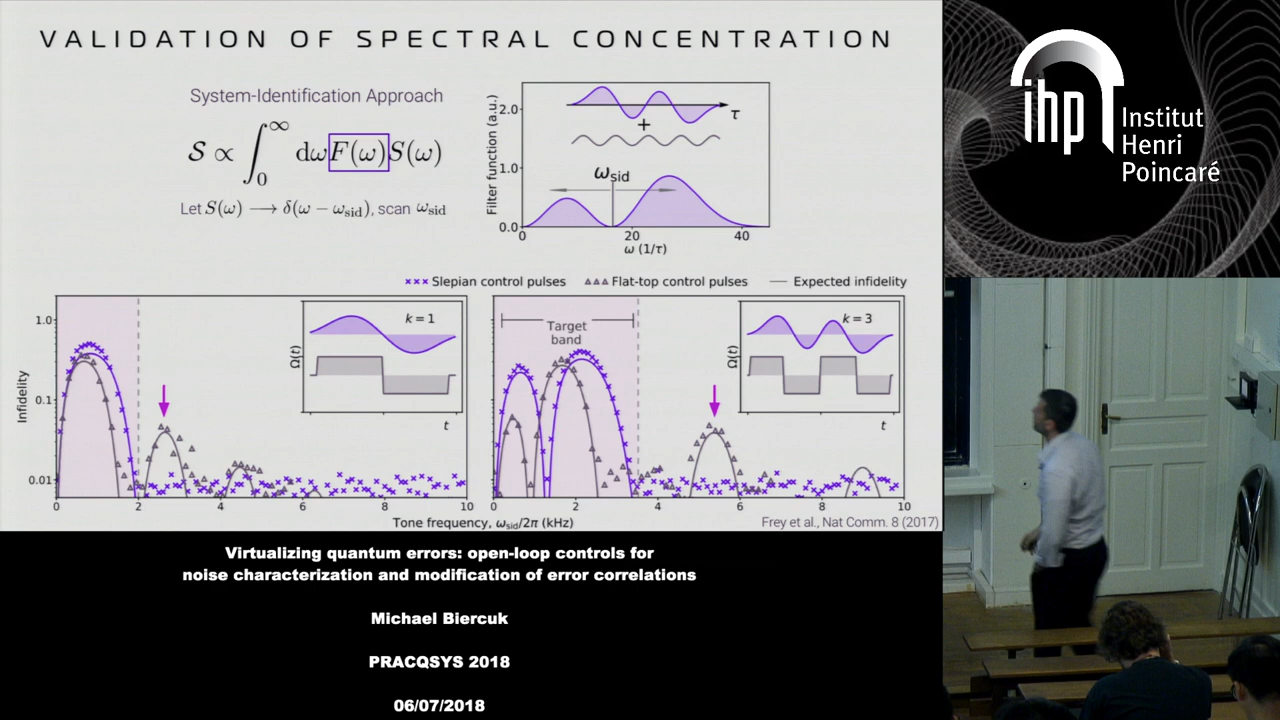 VALIDATION OF SPECTRAL CONCENTRATION
System-Identification Approach
𝒮 ∝ ∫₀^∞ dωF(ω)S(ω)
Let S(ω) → δ(ω − ω_sid), scan ω_sid
Filter function (a.u.)
2.0
1.0
0.0
τ
+
ω_sid
0 20 40
ω (1/τ)
××× Slepian control pulses △△△ Flat-top control pulses — Expected infidelity
Infidelity
1.0
0.1
0.01
k = 1
Ω(t)
t
0 2 4 6 8 10
Target
band
k = 3
Ω(t)
t
0 2 4 6 8 10
Tone frequency, ω_sid/2π (kHz)
Frey et al., Nat Comm. 8 (2017)
Virtualizing quantum errors: open-loop controls for
noise characterization and modification of error correlations
Michael Biercuk
PRACQSYS 2018
06/07/2018
ihp
Institut
Henri
Poincaré